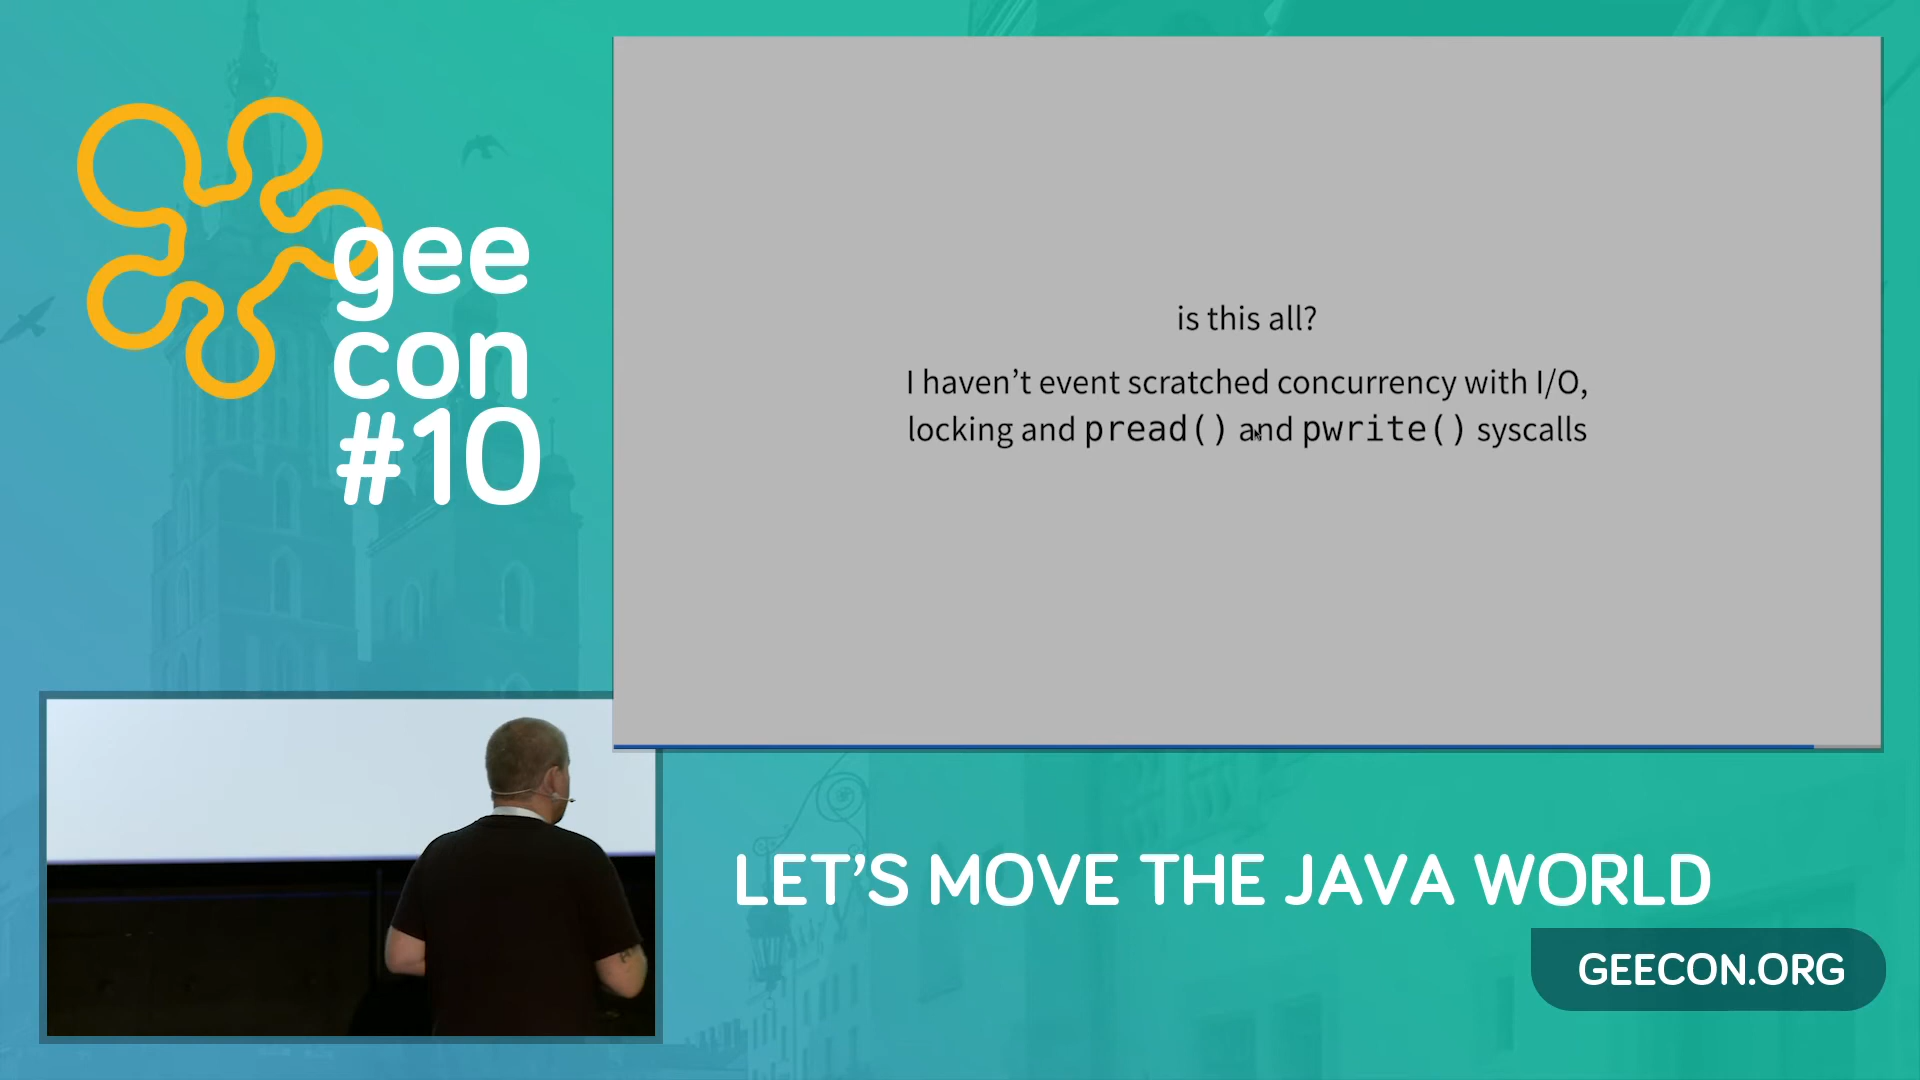 gee
con
#10
is this all?
I haven’t event scratched concurrency with I/O,
locking and pread() and pwrite() syscalls
LET’S MOVE THE JAVA WORLD
GEECON.ORG